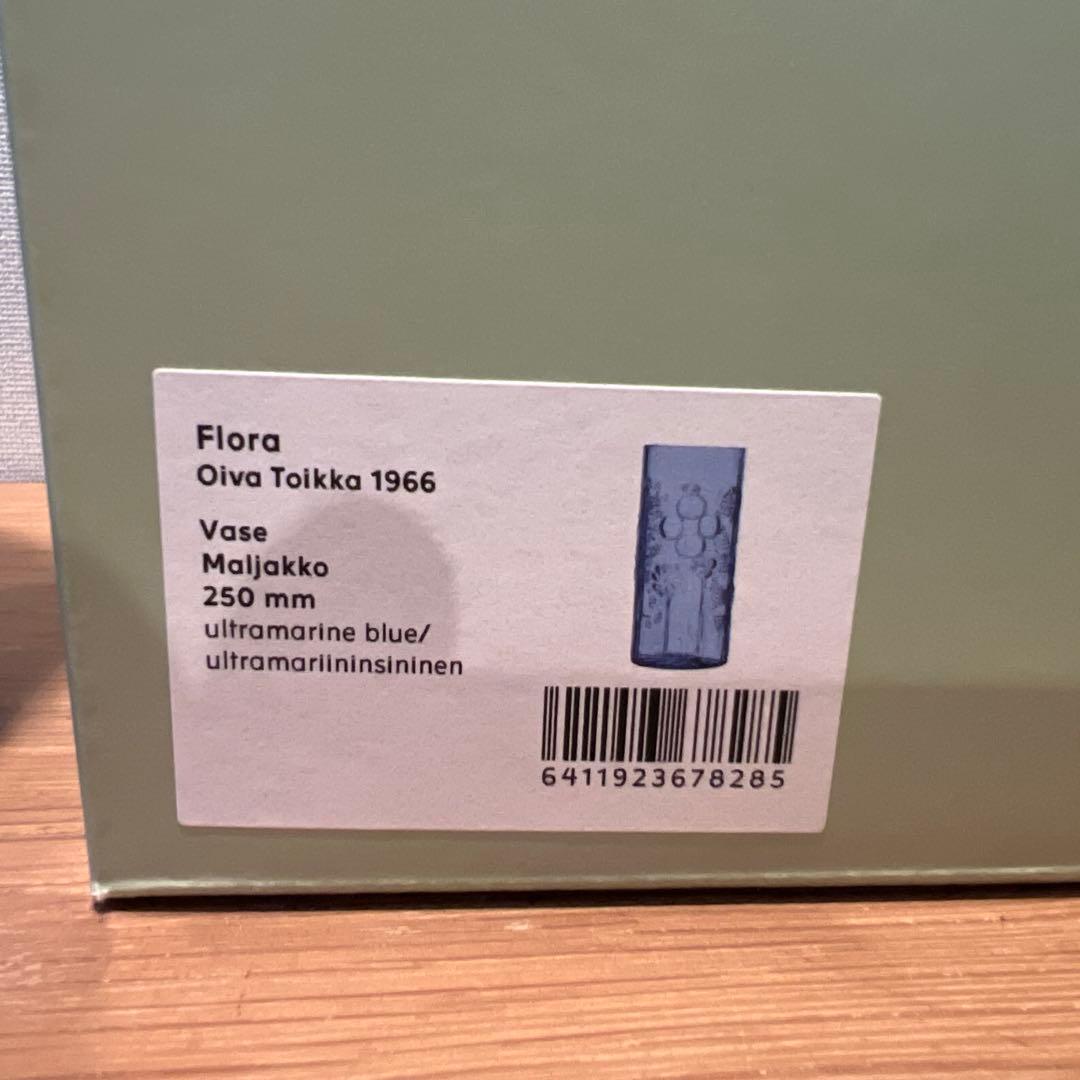 Flora
Oiva Toikka 1966
Vase
Maljakko
250 mm
ultramarine blue/
ultramariininsininen
6411923678285